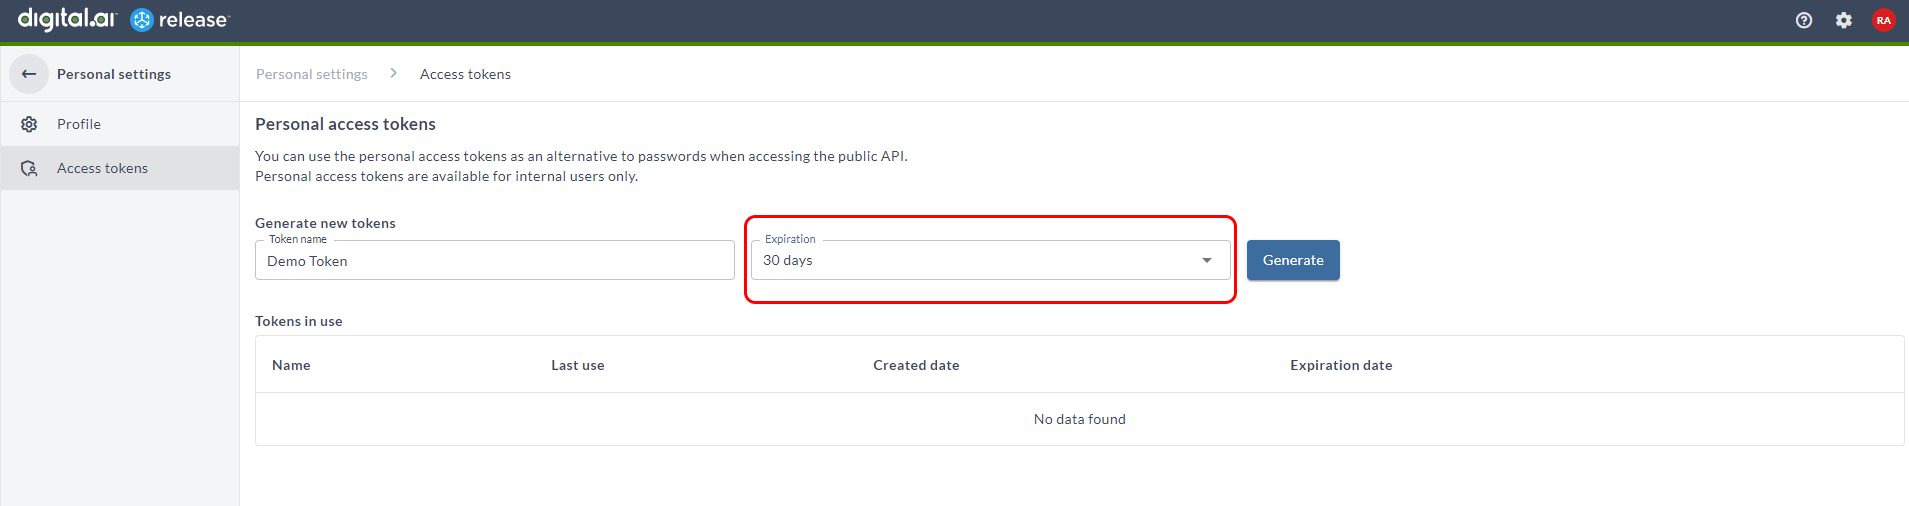 digital.ai release
RA
Personal settings
Personal settings > Access tokens
Profile
Access tokens
Personal access tokens
You can use the personal access tokens as an alternative to passwords when accessing the public API.
Personal access tokens are available for internal users only.
Generate new tokens
Token name
Demo Token
Expiration
30 days
Generate
Tokens in use
Name Last use Created date Expiration date
No data found